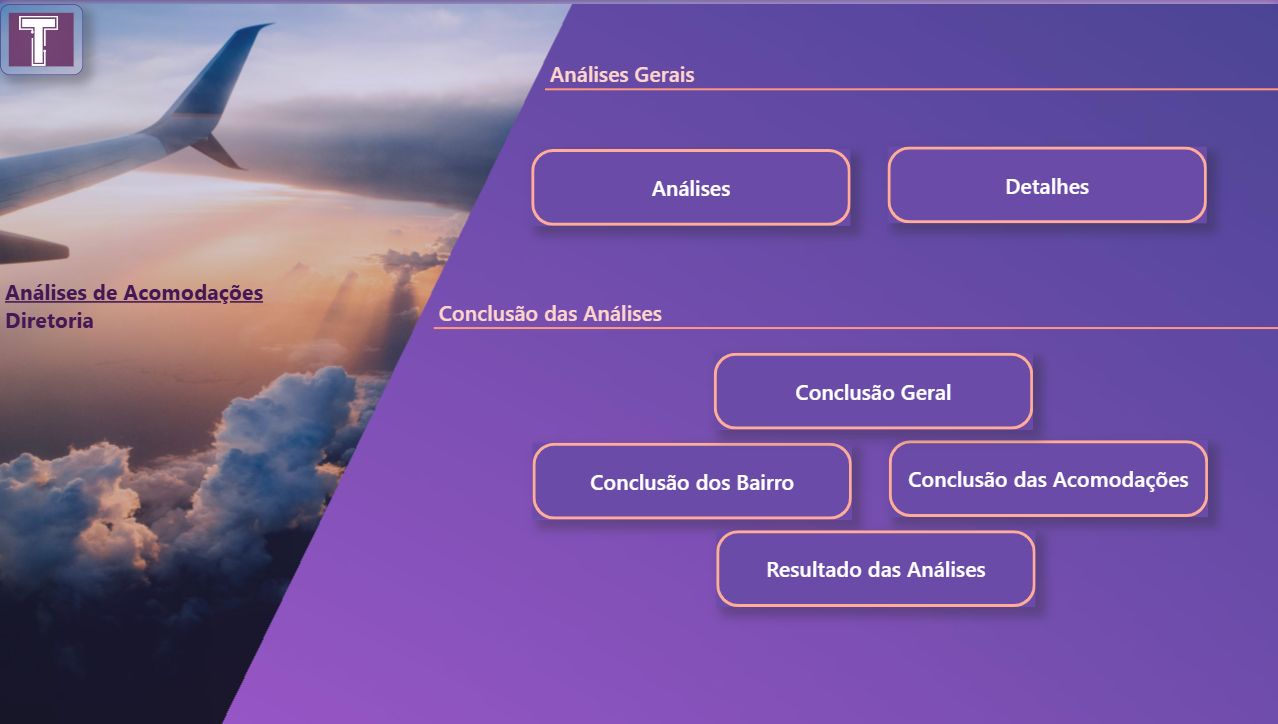 T
Análises de Acomodações
Diretoria
Análises Gerais
Análises
Detalhes
Conclusão das Análises
Conclusão Geral
Conclusão dos Bairro
Conclusão das Acomodações
Resultado das Análises